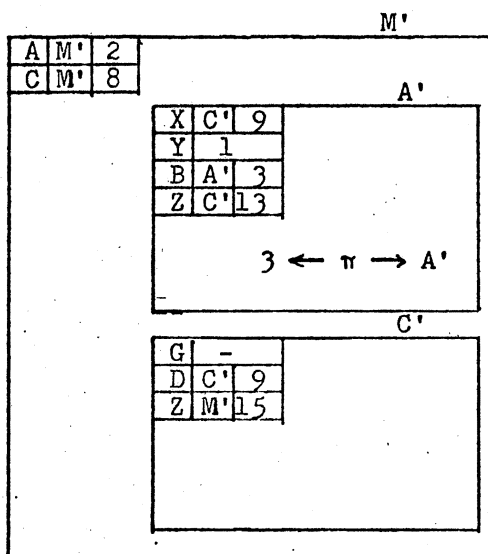 M'
A M' 2
C M' 8
A'
X C' 9
Y 1
B A' 3
Z C' 13
3 ← π → A'
C'
G -
D C' 9
Z M' 15